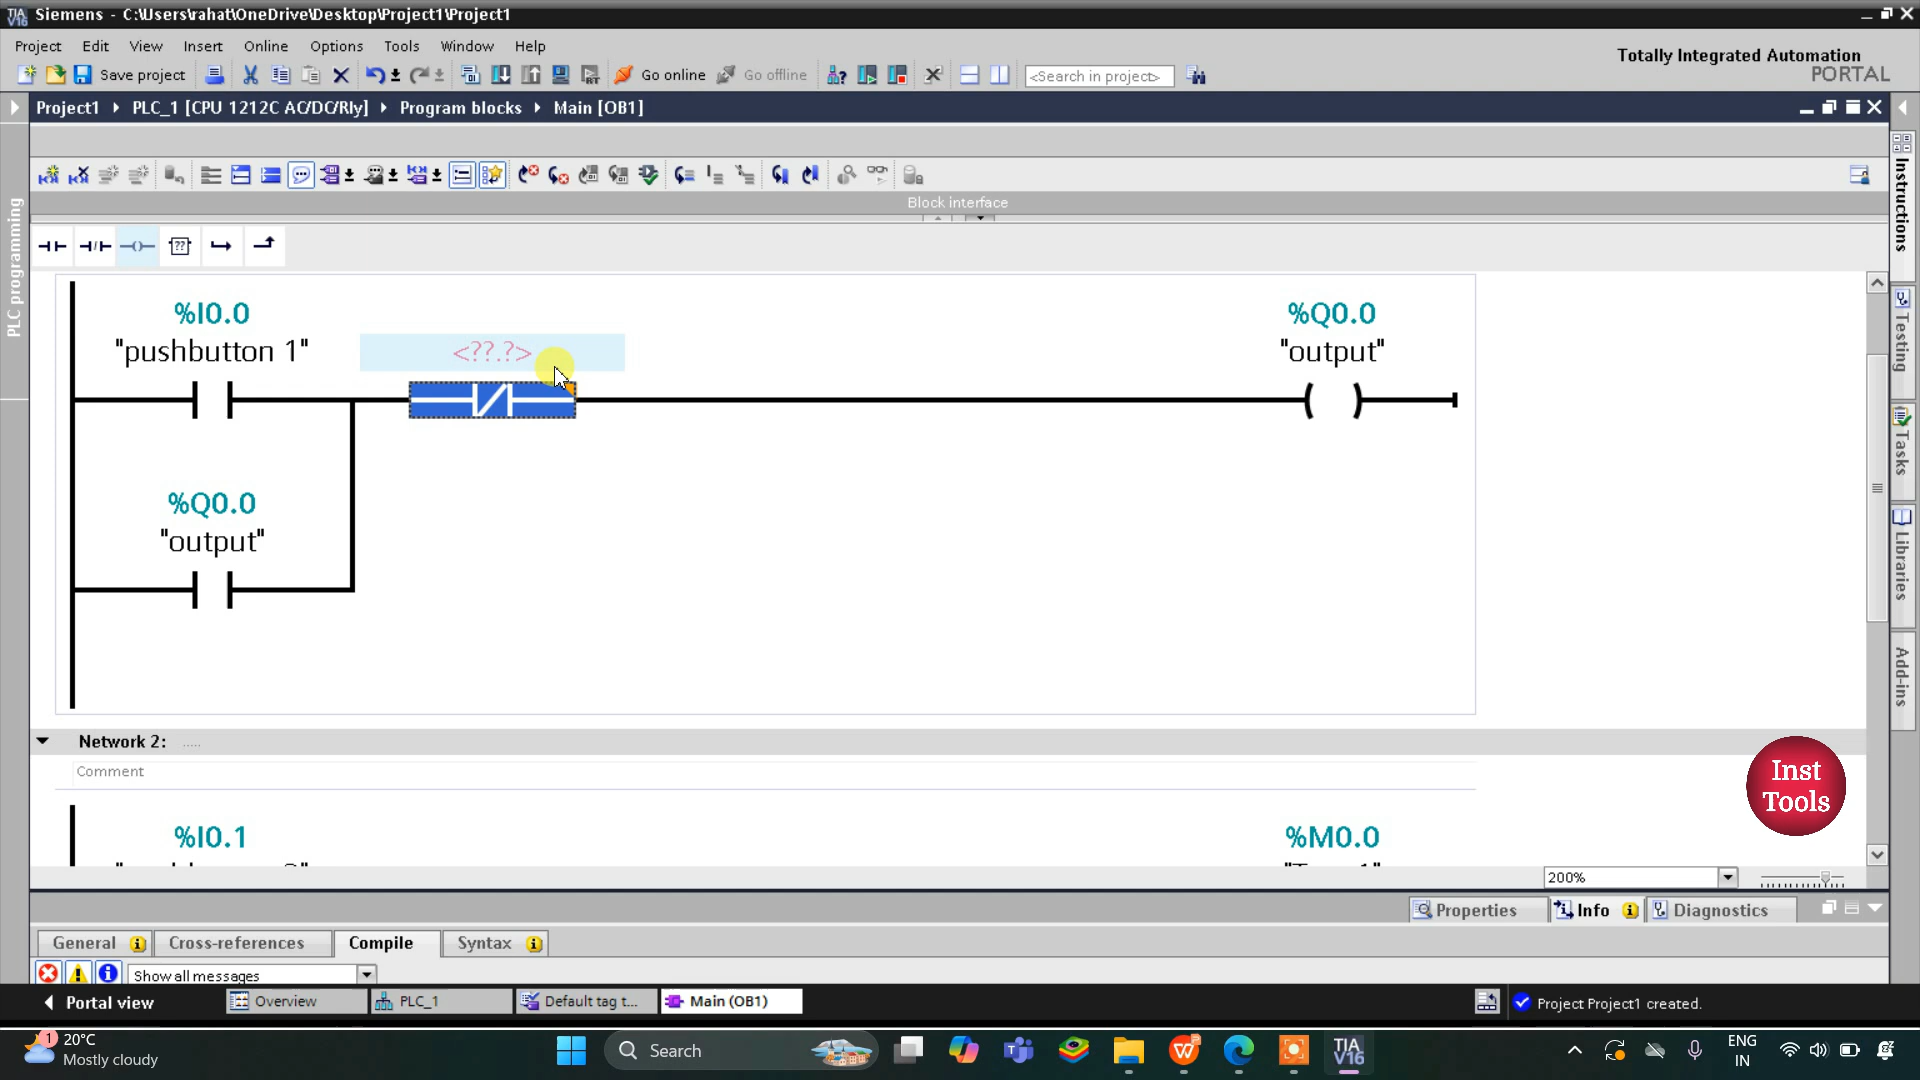 Siemens - C:\Users\rahat\OneDrive\Desktop\Project1\Project1
Project Edit View Insert Online Options Tools Window Help
Totally Integrated Automation
PORTAL
Save project
Go online
Go offline
<Search in project>
Project1 PLC_1 [CPU 1212C AC/DC/Rly] Program blocks Main [OB1]
Block interface
PLC programming
Instructions
Testing
Tasks
Libraries
Add-ins
%I0.0
"pushbutton 1"
<??.?>
%Q0.0
"output"
%Q0.0
"output"
Network 2: .....
Comment
%I0.1
%M0.0
Inst
Tools
200%
Properties
Info
Diagnostics
General
Cross-references
Compile
Syntax
Show all messages
Portal view
Overview
PLC_1
Default tag t...
Main (OB1)
Project Project1 created.
1
20°C
Mostly cloudy
Search
TIA
V16
ENG
IN